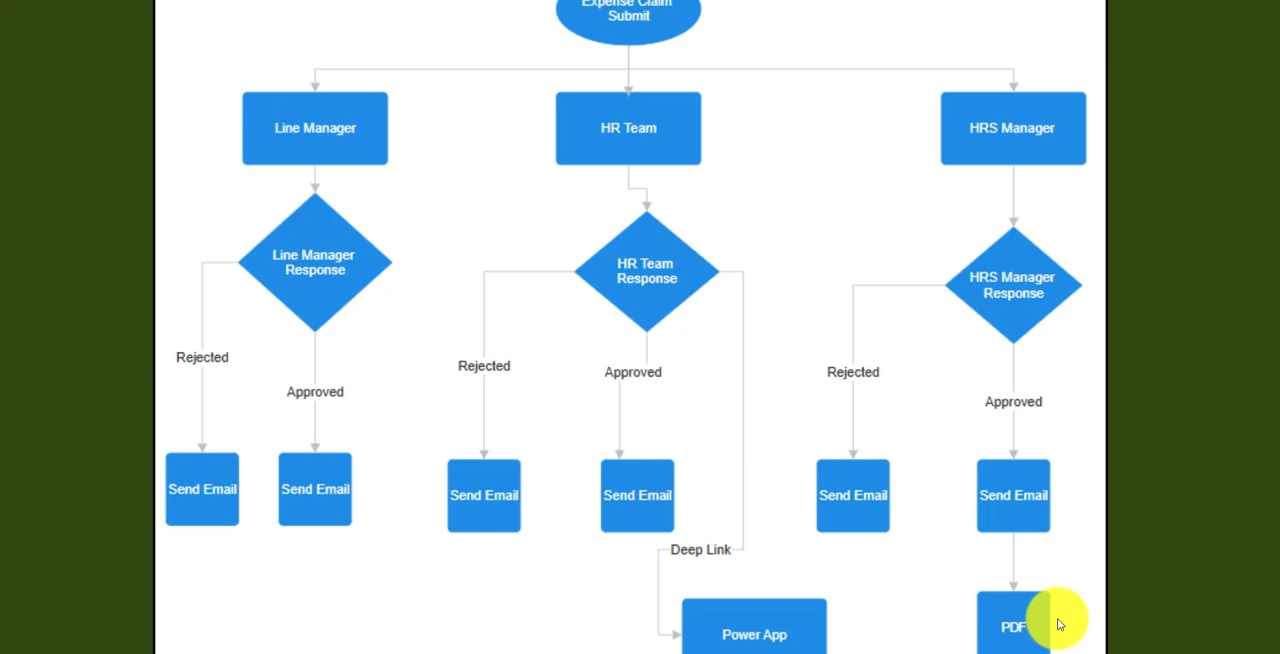 Expense Claim
Submit
Line Manager
HR Team
HRS Manager
Line Manager
Response
HR Team
Response
HRS Manager
Response
Rejected
Approved
Rejected
Approved
Rejected
Approved
Send Email
Send Email
Send Email
Send Email
Send Email
Send Email
Deep Link
Power App
PDF